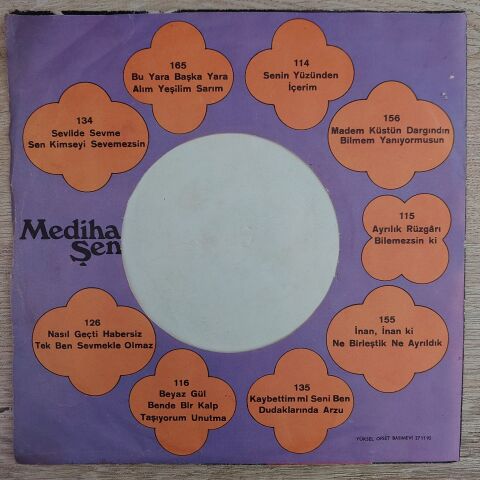 165
Bu Yara Başka Yara
Alım Yeşilim Sarım
114
Senin Yüzünden
İçerim
134
Sevilde Sevme
Sen Kimseyi Sevemezsin
156
Madem Küstün Dargındın
Bilmem Yanıyormusun
Mediha
Şen
115
Ayrılık Rüzgârı
Bilemezsin ki
126
Nasıl Geçti Habersiz
Tek Ben Sevmekle Olmaz
155
İnan, İnan ki
Ne Birleştik Ne Ayrıldık
116
Beyaz Gül
Bende Bir Kalp
Taşıyorum Unutma
135
Kaybettim mi Seni Ben
Dudaklarında Arzu
YÜKSEL OFSET BASIMEVİ 27 11 92